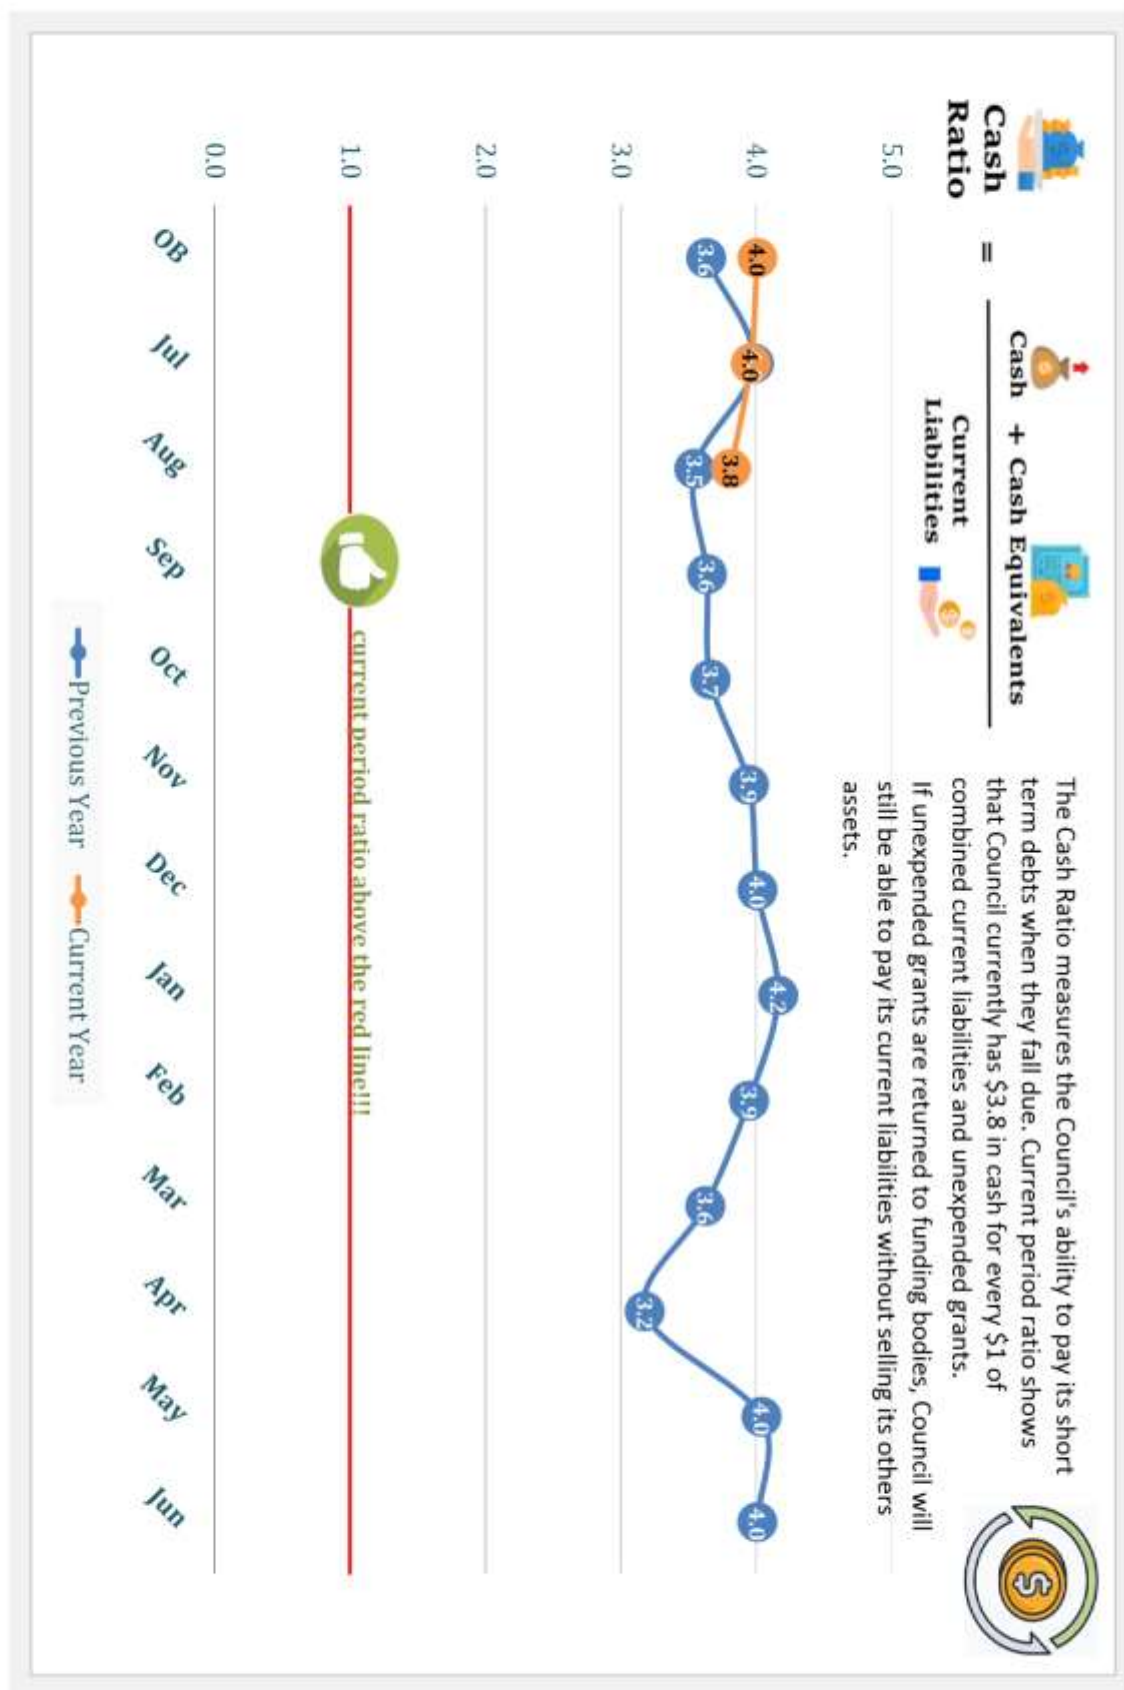 Cash
Ratio
=
Cash + Cash Equivalents
Current
Liabilities
The Cash Ratio measures the Council's ability to pay its short
term debts when they fall due. Current period ratio shows
that Council currently has $3.8 in cash for every $1 of
combined current liabilities and unexpended grants.
If unexpended grants are returned to funding bodies, Council will
still be able to pay its current liabilities without selling its others
assets.
5.0
4.0
3.0
2.0
1.0
0.0
4.0
4.0
3.8
3.6
3.5
3.6
3.7
3.9
4.0
4.2
3.9
3.6
3.2
4.0
4.0
current period ratio above the red line!!!
OB
Jul
Aug
Sep
Oct
Nov
Dec
Jan
Feb
Mar
Apr
May
Jun
Previous Year
Current Year